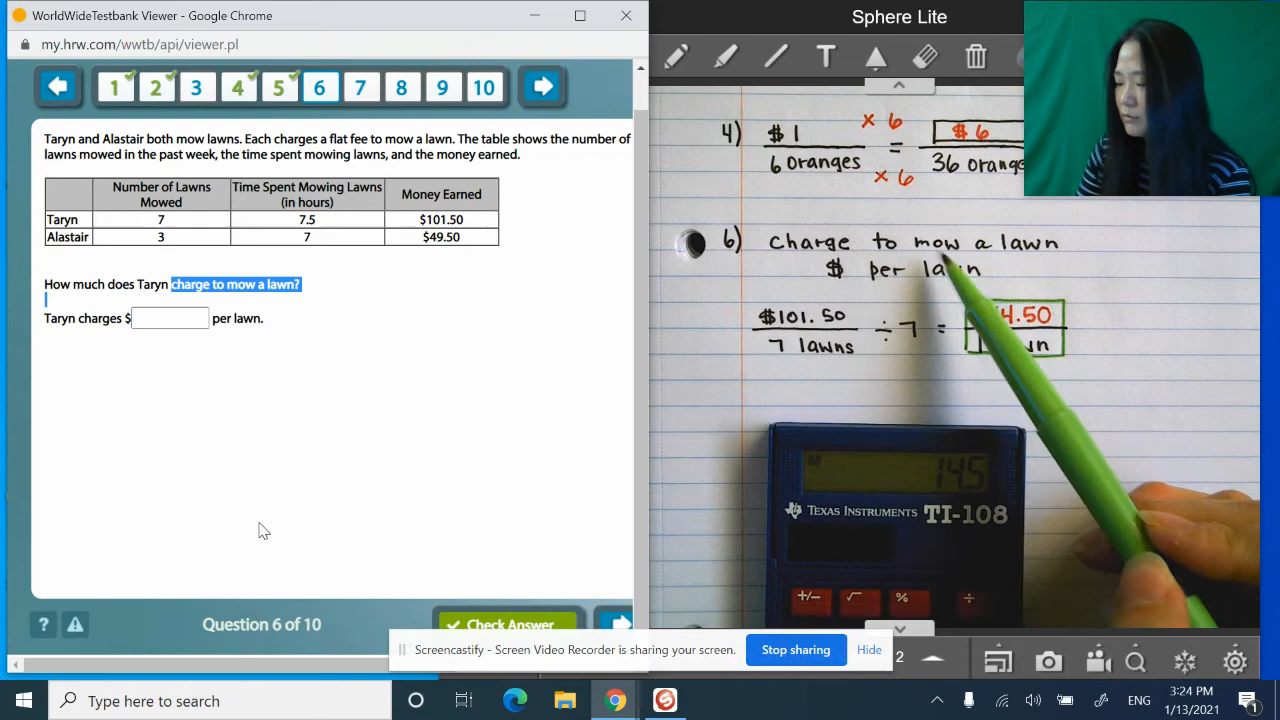 WorldWideTestbank Viewer - Google Chrome
my.hrw.com/wwtb/api/viewer.pl
1 2 3 4 5 6 7 8 9 10
Taryn and Alastair both mow lawns. Each charges a flat fee to mow a lawn. The table shows the number of
lawns mowed in the past week, the time spent mowing lawns, and the money earned.
Number of Lawns Mowed Time Spent Mowing Lawns (in hours) Money Earned
Taryn 7 7.5 $101.50
Alastair 3 7 $49.50
How much does Taryn charge to mow a lawn?
Taryn charges $ per lawn.
? Question 6 of 10 Check Answer
Sphere Lite
T
4) $1 × 6 = $6
6 oranges × 6 36
6) charge to mow a lawn
$ per lawn
$101.50 ÷ 7 = 4.50
7 lawns
M 14.5
TEXAS INSTRUMENTS TI-108
+/- √ % ÷
2
Screencastify - Screen Video Recorder is sharing your screen. Stop sharing Hide
Type here to search
ENG
3:24 PM
1/13/2021
1